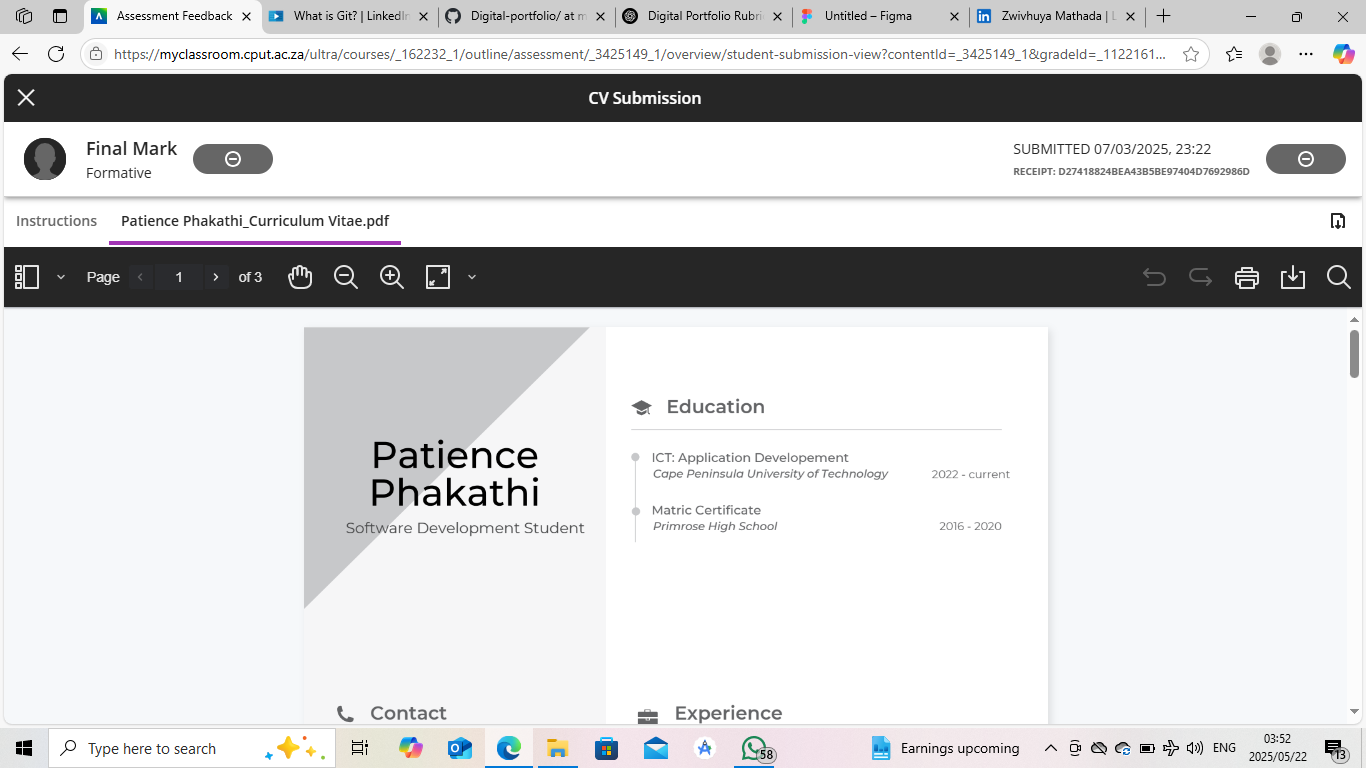 Assessment Feedback
What is Git? | LinkedIn
Digital-portfolio/ at m
Digital Portfolio Rubri
Untitled – Figma
Zwivhuya Mathada | L
https://myclassroom.cput.ac.za/ultra/courses/_162232_1/outline/assessment/_3425149_1/overview/student-submission-view?contentId=_3425149_1&gradeId=_1122161...
CV Submission
Final Mark
Formative
SUBMITTED 07/03/2025, 23:22
RECEIPT: D27418824BEA43B5BE97404D7692986D
Instructions
Patience Phakathi_Curriculum Vitae.pdf
Page 1 of 3
Patience
Phakathi
Software Development Student
Contact
Education
ICT: Application Developement
Cape Peninsula University of Technology 2022 - current
Matric Certificate
Primrose High School 2016 - 2020
Experience
Type here to search
58
Earnings upcoming
ENG
03:52
2025/05/22
13